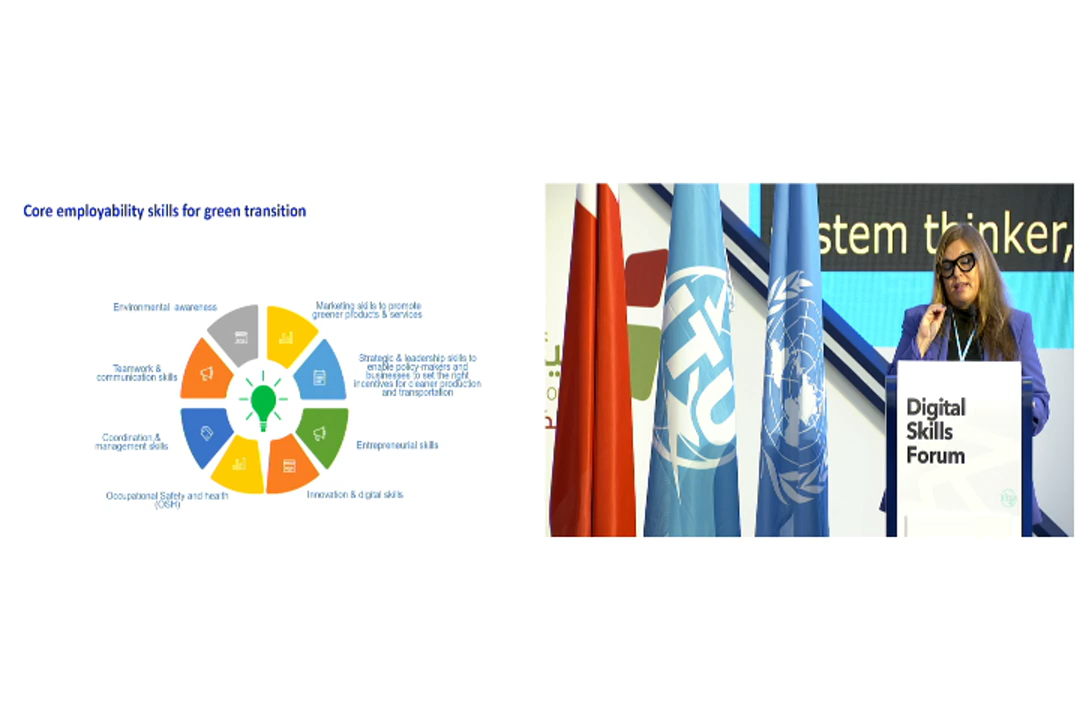 Core employability skills for green transition
Environmental awareness
Marketing skills to promote
greener products & services
Teamwork &
communication skills
Strategic & leadership skills to
enable policy-makers and
businesses to set the right
incentives for cleaner production
and transportation
Coordination &
management skills
Entrepreneurial skills
Occupational Safety and health
(OSH)
Innovation & digital skills
stem thinker,
ITU
Digital
Skills
Forum